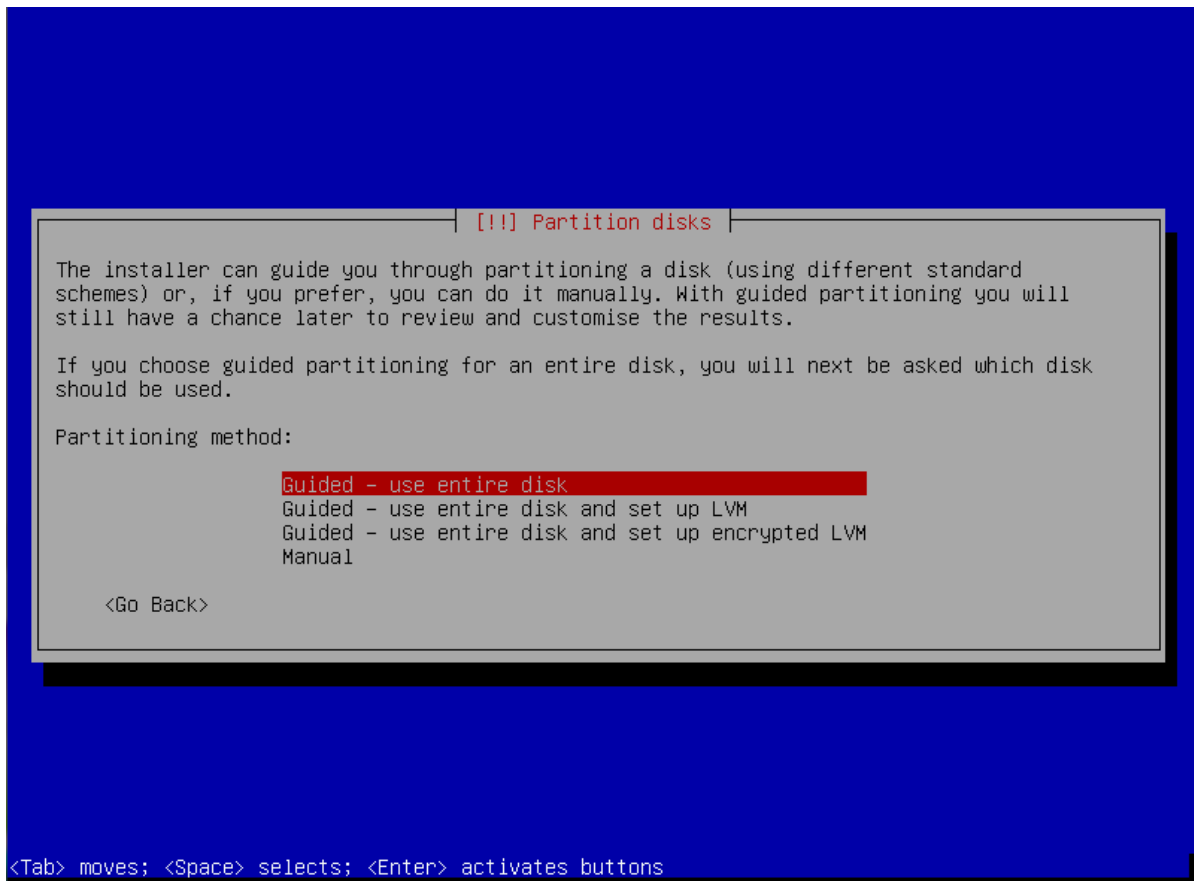 [!!] Partition disks
The installer can guide you through partitioning a disk (using different standard
schemes) or, if you prefer, you can do it manually. With guided partitioning you will
still have a chance later to review and customise the results.
If you choose guided partitioning for an entire disk, you will next be asked which disk
should be used.
Partitioning method:
Guided – use entire disk
Guided – use entire disk and set up LVM
Guided – use entire disk and set up encrypted LVM
Manual
<Go Back>
<Tab> moves; <Space> selects; <Enter> activates buttons